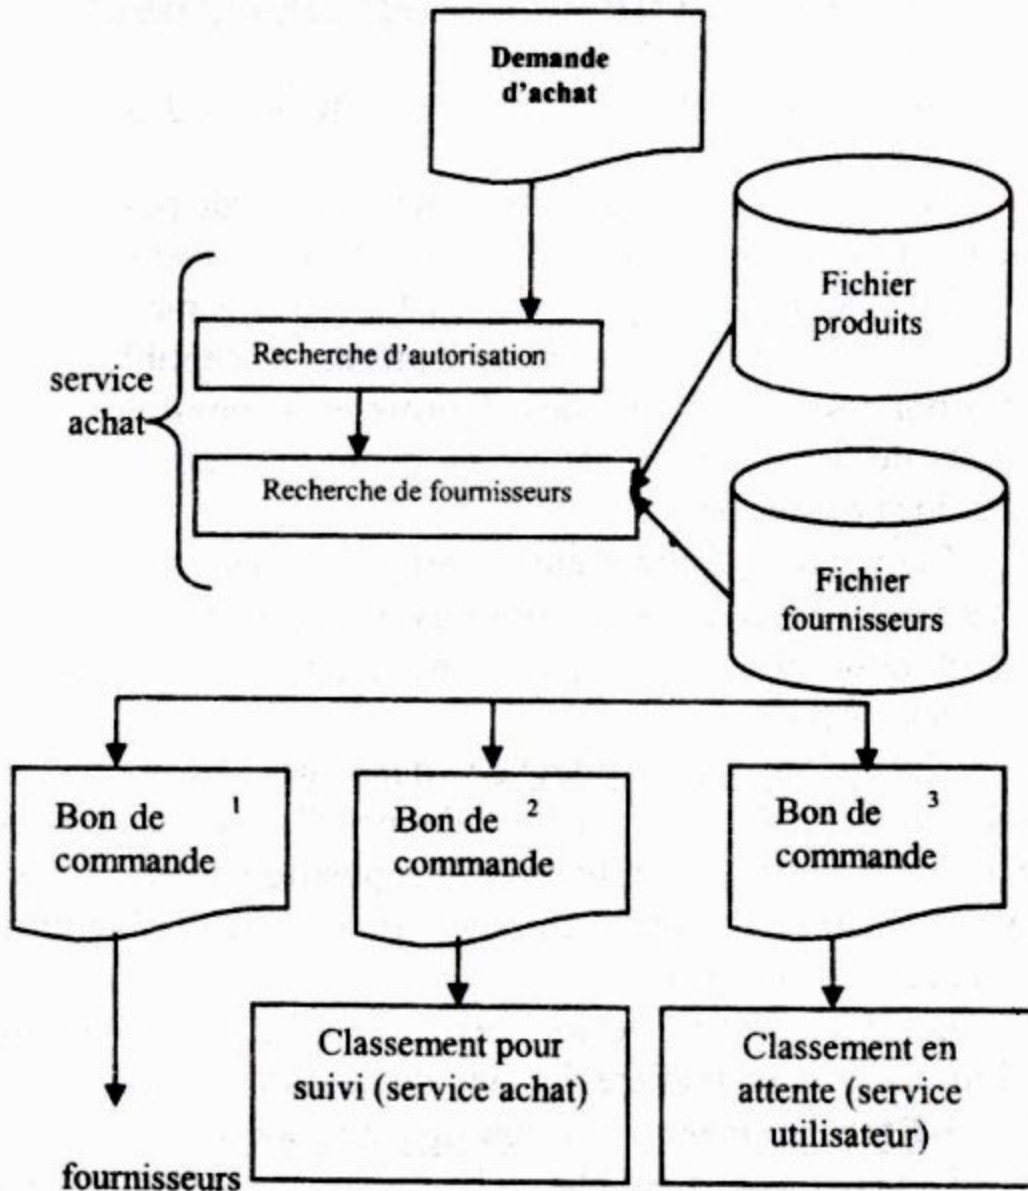 Demande
d'achat
Fichier
produits
Recherche d'autorisation
service
achat
Recherche de fournisseurs
Fichier
fournisseurs
Bon de 1
commande
Bon de 2
commande
Bon de 3
commande
Classement pour
suivi (service achat)
Classement en
attente (service
utilisateur)
fournisseurs